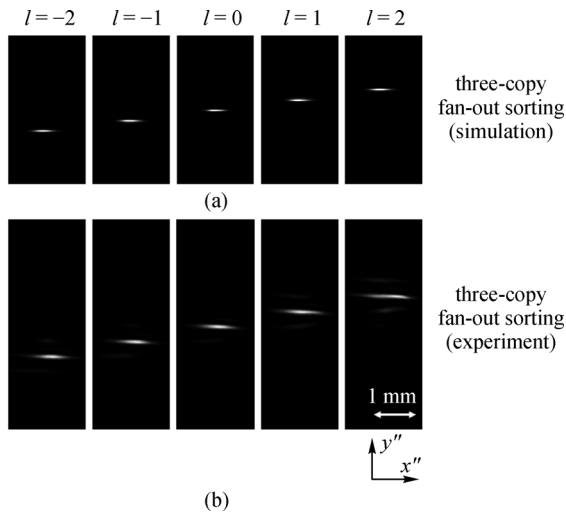 l = −2 l = −1 l = 0 l = 1 l = 2
three-copy
fan-out sorting
(simulation)
(a)
three-copy
fan-out sorting
(experiment)
1 mm
y″
x″
(b)